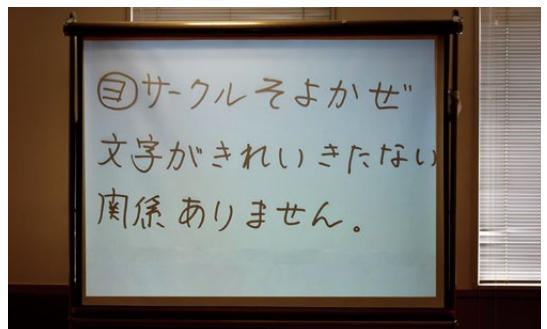 ヨサークルそよかぜ
文字がきれいきたない
関係ありません。